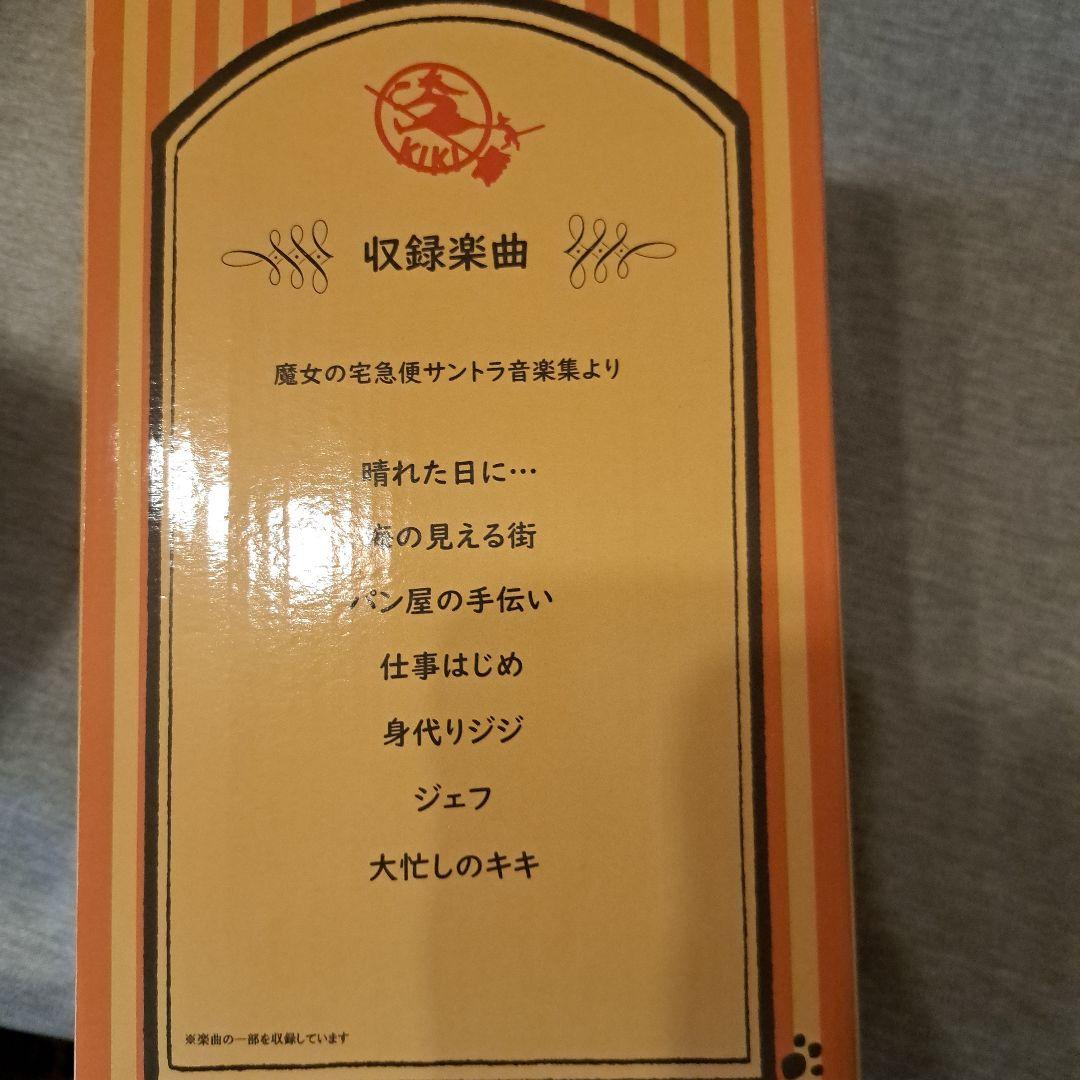 KIKI
収録楽曲
魔女の宅急便サントラ音楽集より
晴れた日に…
海の見える街
パン屋の手伝い
仕事はじめ
身代りジジ
ジェフ
大忙しのキキ
※楽曲の一部を収録しています